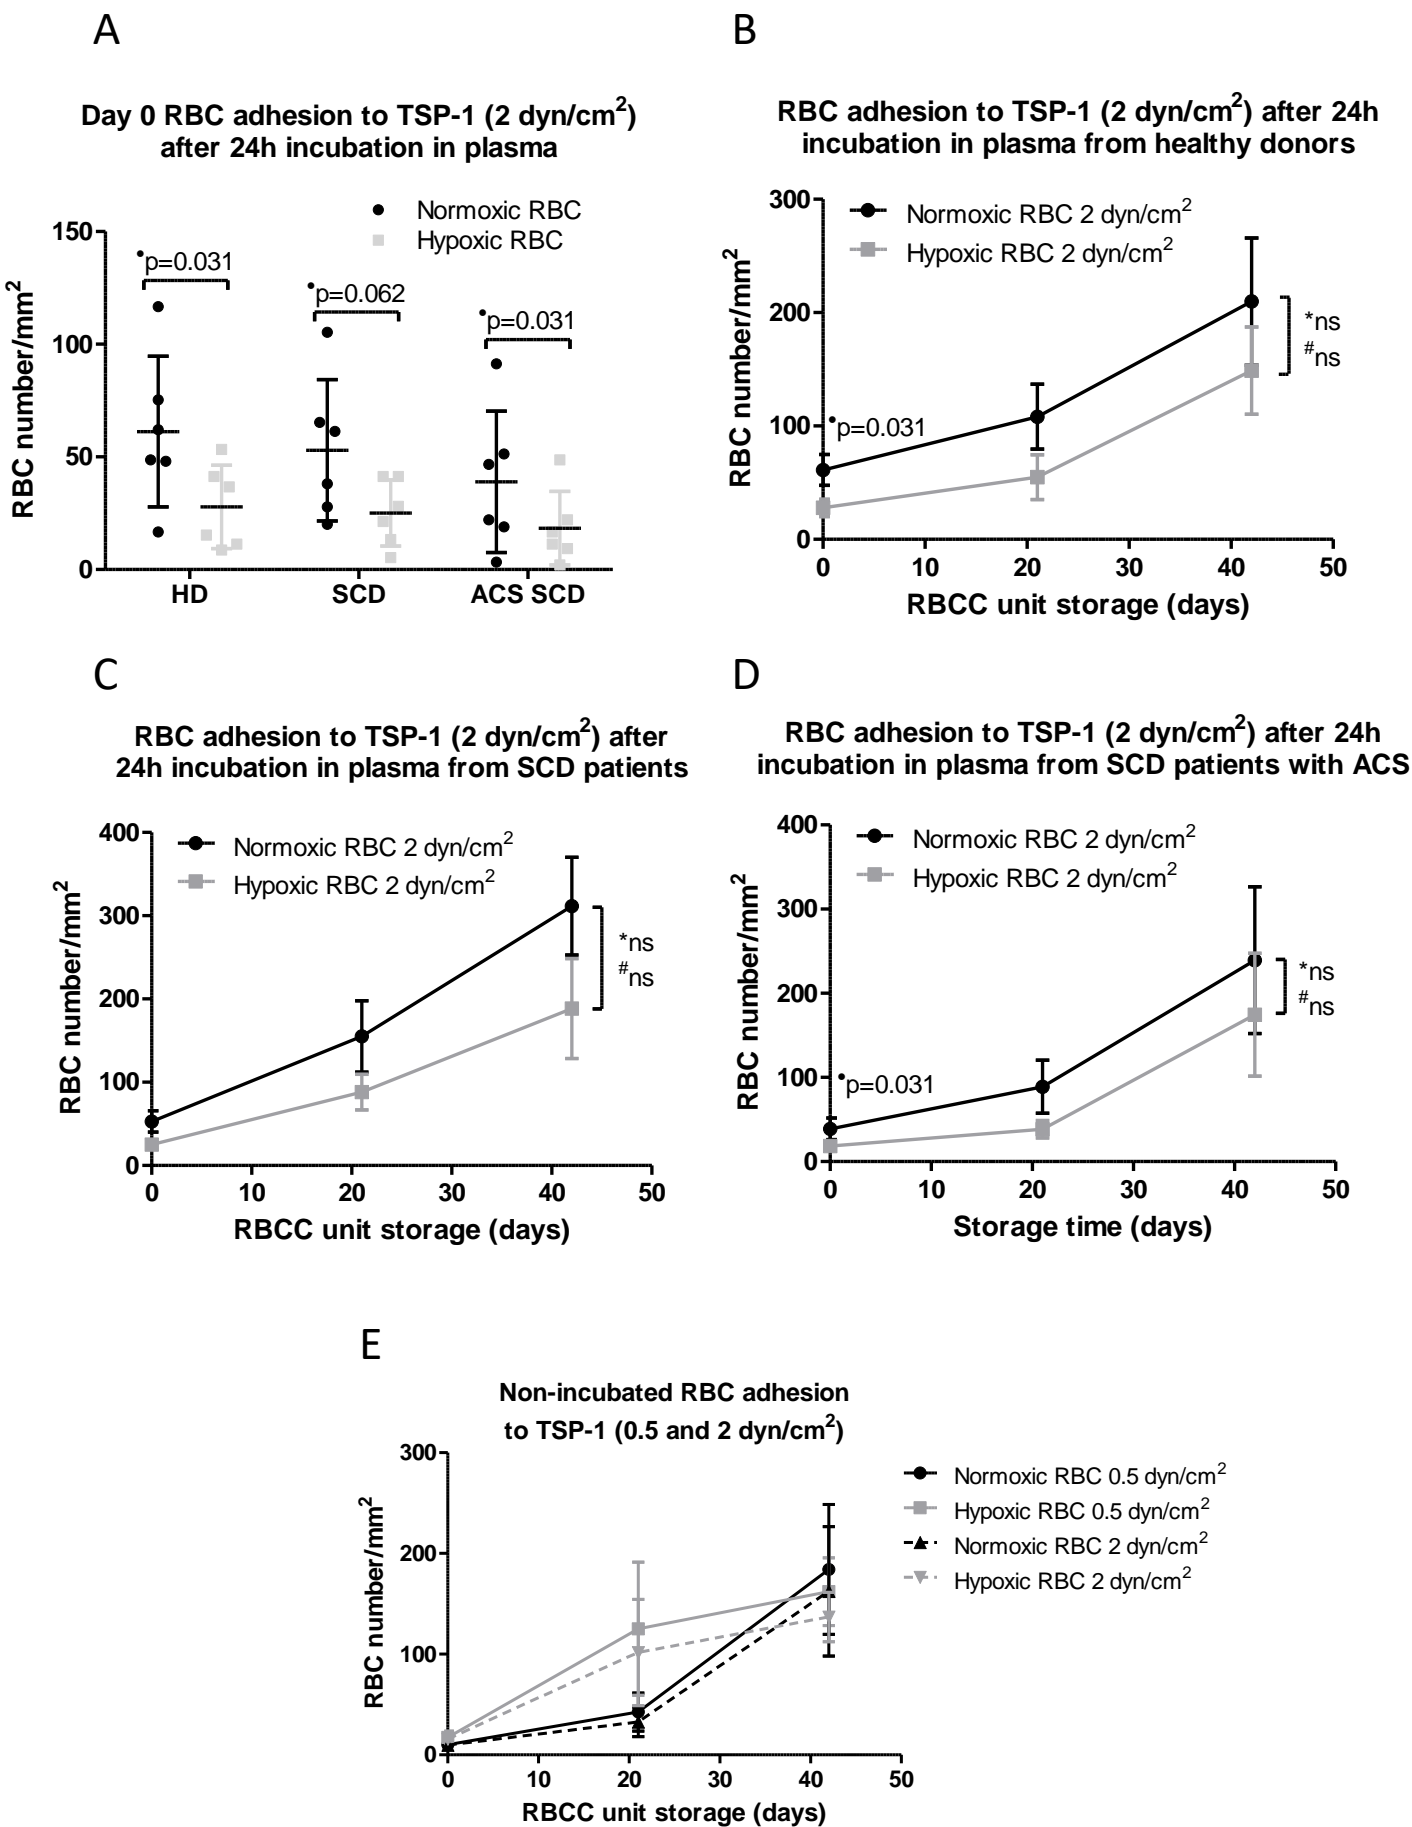 A
Day 0 RBC adhesion to TSP-1 (2 dyn/cm²)
after 24h incubation in plasma
Normoxic RBC
Hypoxic RBC
RBC number/mm²
150
100
50
0
•p=0.031
•p=0.062
•p=0.031
HD
SCD
ACS SCD
B
RBC adhesion to TSP-1 (2 dyn/cm²) after 24h
incubation in plasma from healthy donors
Normoxic RBC 2 dyn/cm²
Hypoxic RBC 2 dyn/cm²
RBC number/mm²
300
200
100
0
•p=0.031
*ns
#ns
0 10 20 30 40 50
RBCC unit storage (days)
C
RBC adhesion to TSP-1 (2 dyn/cm²) after
24h incubation in plasma from SCD patients
Normoxic RBC 2 dyn/cm²
Hypoxic RBC 2 dyn/cm²
RBC number/mm²
400
300
200
100
0
*ns
#ns
0 10 20 30 40 50
RBCC unit storage (days)
D
RBC adhesion to TSP-1 (2 dyn/cm²) after 24h
incubation in plasma from SCD patients with ACS
Normoxic RBC 2 dyn/cm²
Hypoxic RBC 2 dyn/cm²
RBC number/mm²
400
300
200
100
0
•p=0.031
*ns
#ns
0 10 20 30 40 50
Storage time (days)
E
Non-incubated RBC adhesion
to TSP-1 (0.5 and 2 dyn/cm²)
Normoxic RBC 0.5 dyn/cm²
Hypoxic RBC 0.5 dyn/cm²
Normoxic RBC 2 dyn/cm²
Hypoxic RBC 2 dyn/cm²
RBC number/mm²
300
200
100
0
0 10 20 30 40 50
RBCC unit storage (days)